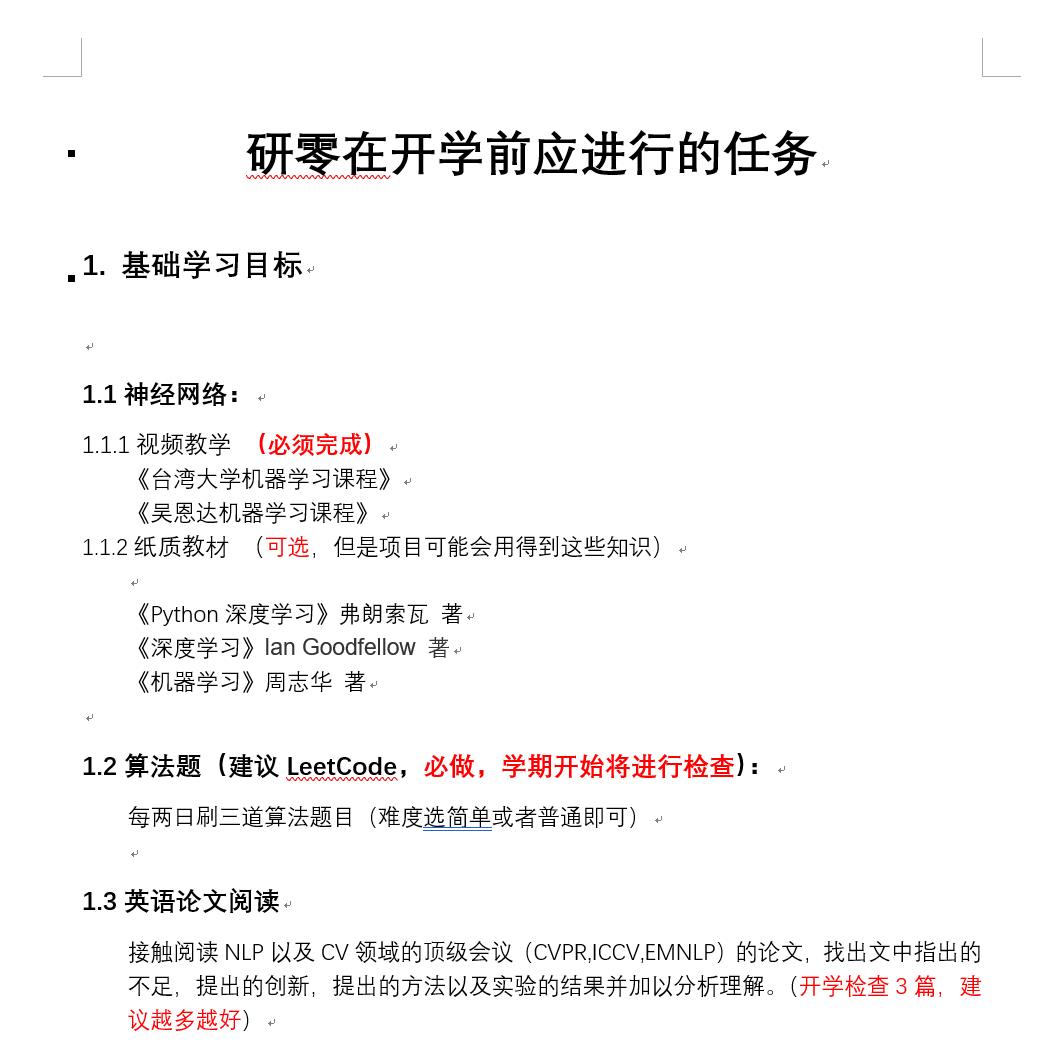 研零在开学前应进行的任务
1. 基础学习目标
1.1 神经网络：
1.1.1 视频教学 （必须完成）
《台湾大学机器学习课程》
《吴恩达机器学习课程》
1.1.2 纸质教材 （可选，但是项目可能会用得到这些知识）
《Python 深度学习》弗朗索瓦 著
《深度学习》Ian Goodfellow 著
《机器学习》周志华 著
1.2 算法题（建议 LeetCode，必做，学期开始将进行检查）：
每两日刷三道算法题目（难度选简单或者普通即可）
1.3 英语论文阅读
接触阅读 NLP 以及 CV 领域的顶级会议（CVPR,ICCV,EMNLP）的论文，找出文中指出的
不足，提出的创新，提出的方法以及实验的结果并加以分析理解。（开学检查 3 篇，建
议越多越好）